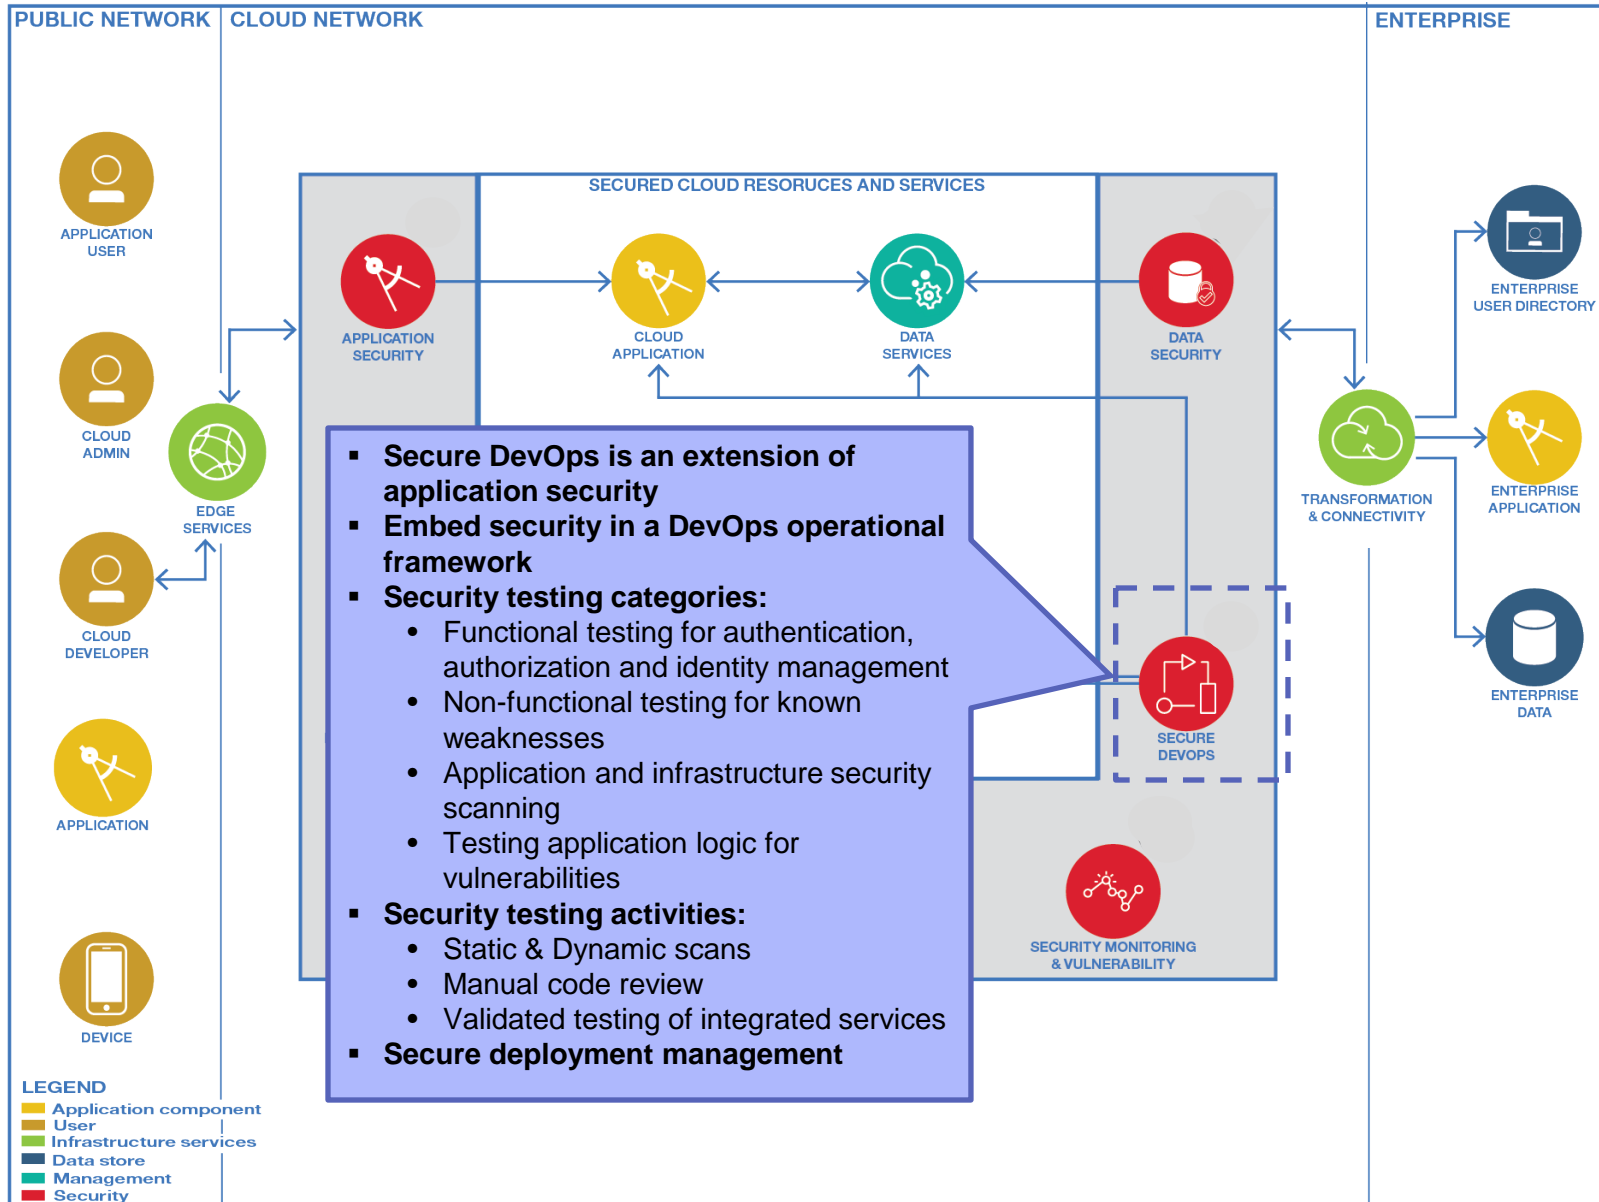 PUBLIC NETWORK
CLOUD NETWORK
ENTERPRISE
APPLICATION
USER
CLOUD
ADMIN
CLOUD
DEVELOPER
APPLICATION
DEVICE
EDGE
SERVICES
SECURED CLOUD RESORUCES AND SERVICES
APPLICATION
SECURITY
CLOUD
APPLICATION
DATA
SERVICES
DATA
SECURITY
▪ Secure DevOps is an extension of
application security
▪ Embed security in a DevOps operational
framework
▪ Security testing categories:
• Functional testing for authentication,
authorization and identity management
• Non-functional testing for known
weaknesses
• Application and infrastructure security
scanning
• Testing application logic for
vulnerabilities
▪ Security testing activities:
• Static & Dynamic scans
• Manual code review
• Validated testing of integrated services
▪ Secure deployment management
SECURE
DEVOPS
SECURITY MONITORING
& VULNERABILITY
TRANSFORMATION
& CONNECTIVITY
ENTERPRISE
USER DIRECTORY
ENTERPRISE
APPLICATION
ENTERPRISE
DATA
LEGEND
Application component
User
Infrastructure services
Data store
Management
Security